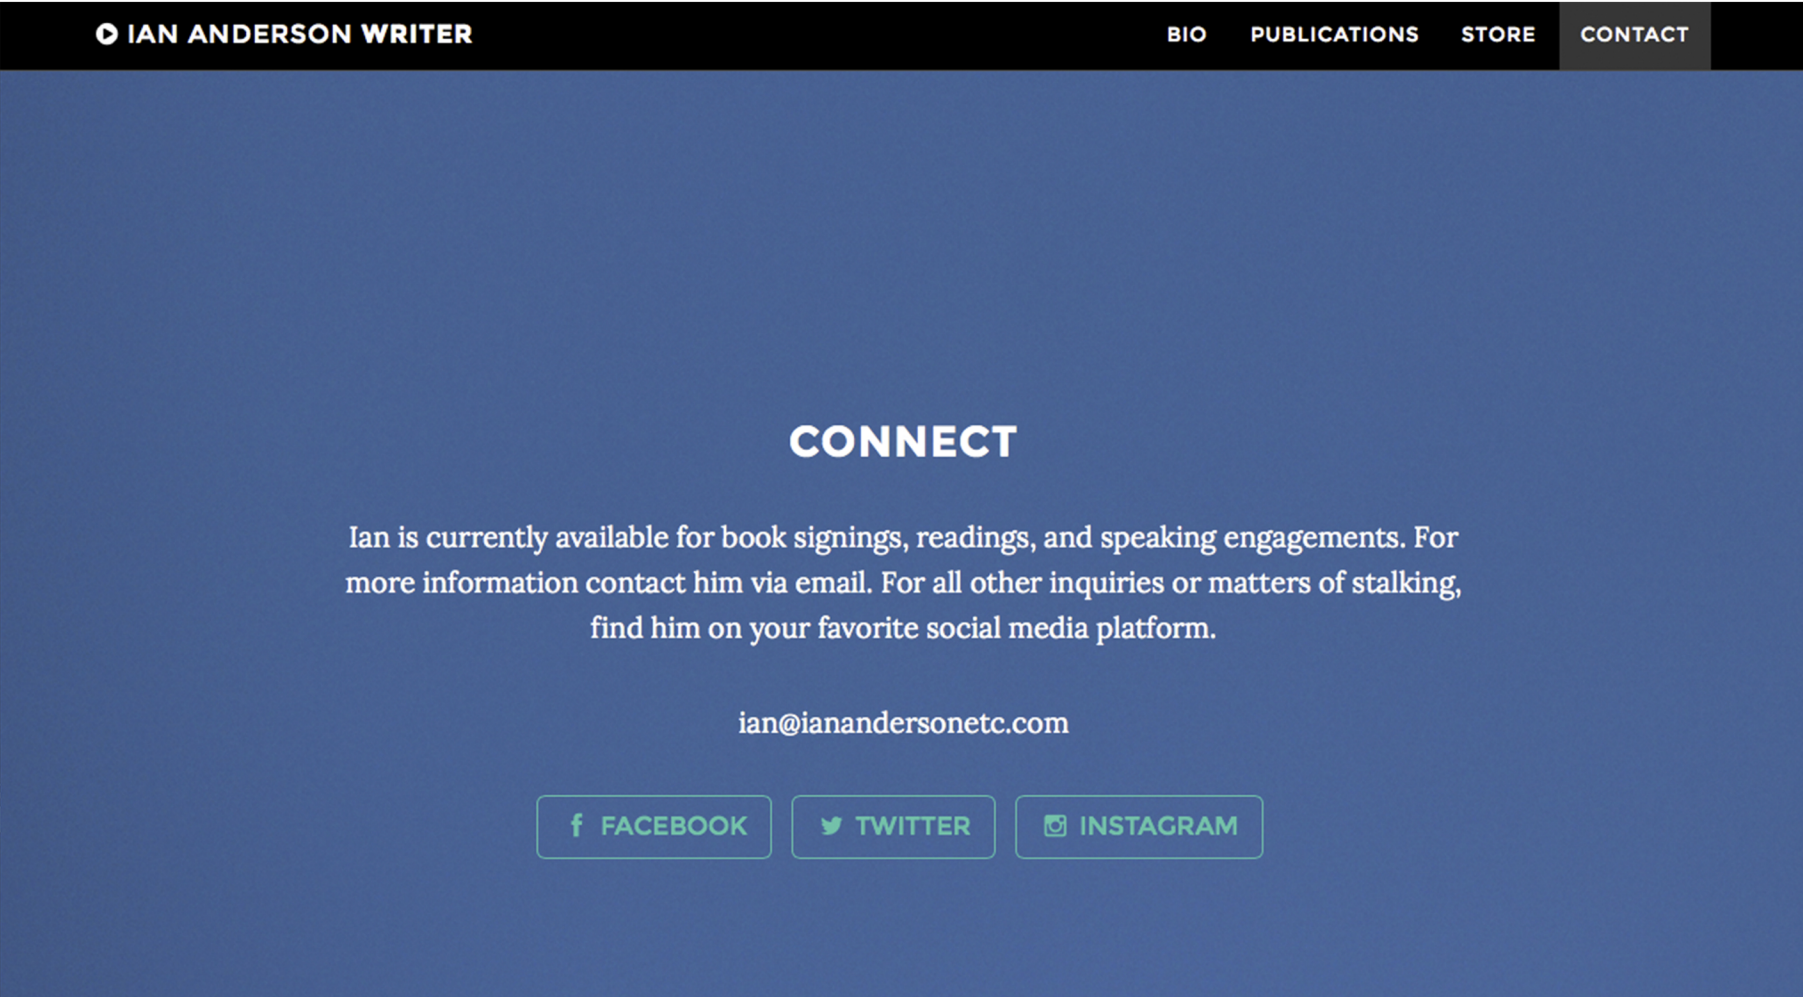 IAN ANDERSON WRITER
BIO PUBLICATIONS STORE CONTACT
CONNECT
Ian is currently available for book signings, readings, and speaking engagements. For
more information contact him via email. For all other inquiries or matters of stalking,
find him on your favorite social media platform.
ian@ianandersonetc.com
FACEBOOK TWITTER INSTAGRAM